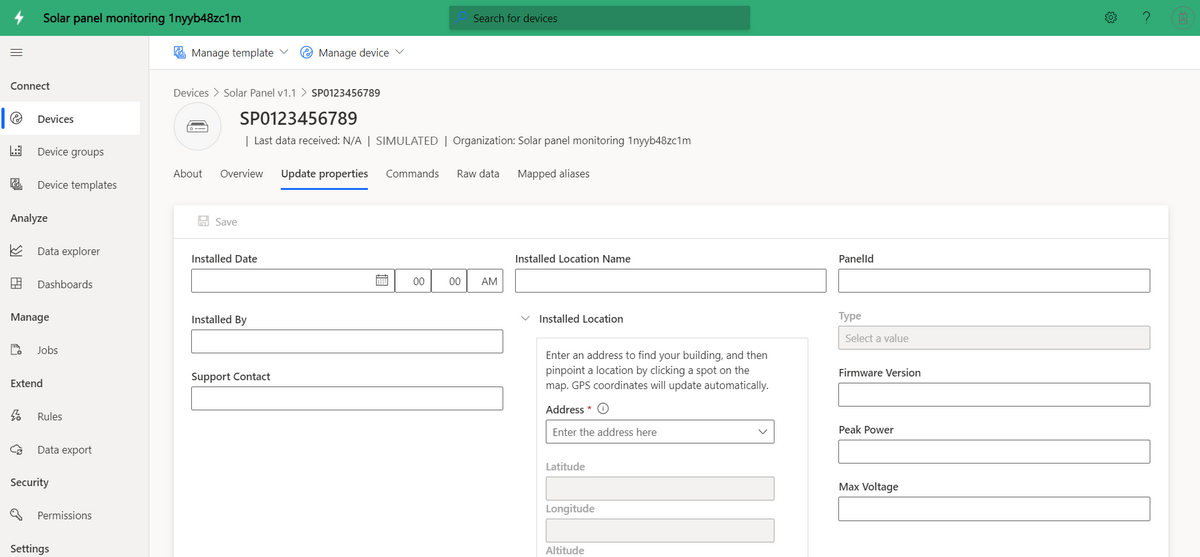 Solar panel monitoring 1nyyb48zc1m
Search for devices
?
Manage template
Manage device
Connect
Devices
Device groups
Device templates
Analyze
Data explorer
Dashboards
Manage
Jobs
Extend
Rules
Data export
Security
Permissions
Settings
Devices > Solar Panel v1.1 > SP0123456789
SP0123456789
| Last data received: N/A | SIMULATED | Organization: Solar panel monitoring 1nyyb48zc1m
About Overview Update properties Commands Raw data Mapped aliases
Save
Installed Date
00 00 AM
Installed By
Support Contact
Installed Location Name
Installed Location
Enter an address to find your building, and then
pinpoint a location by clicking a spot on the
map. GPS coordinates will update automatically.
Address *
Enter the address here
Latitude
Longitude
Altitude
PanelId
Type
Select a value
Firmware Version
Peak Power
Max Voltage